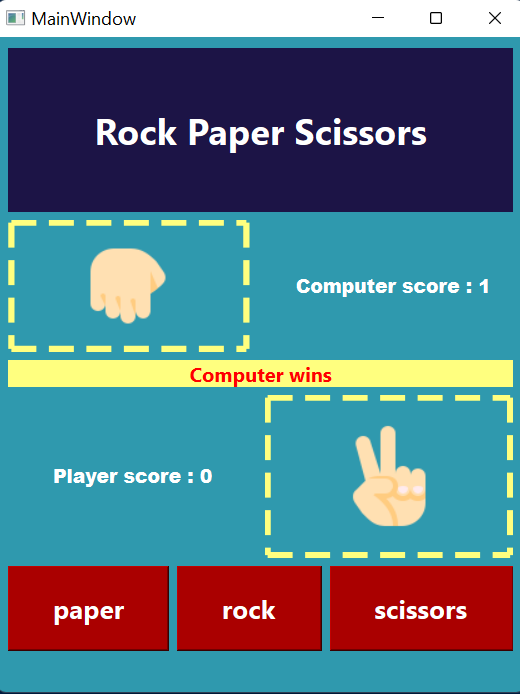 MainWindow
Rock Paper Scissors
Computer score : 1
Computer wins
Player score : 0
paper
rock
scissors